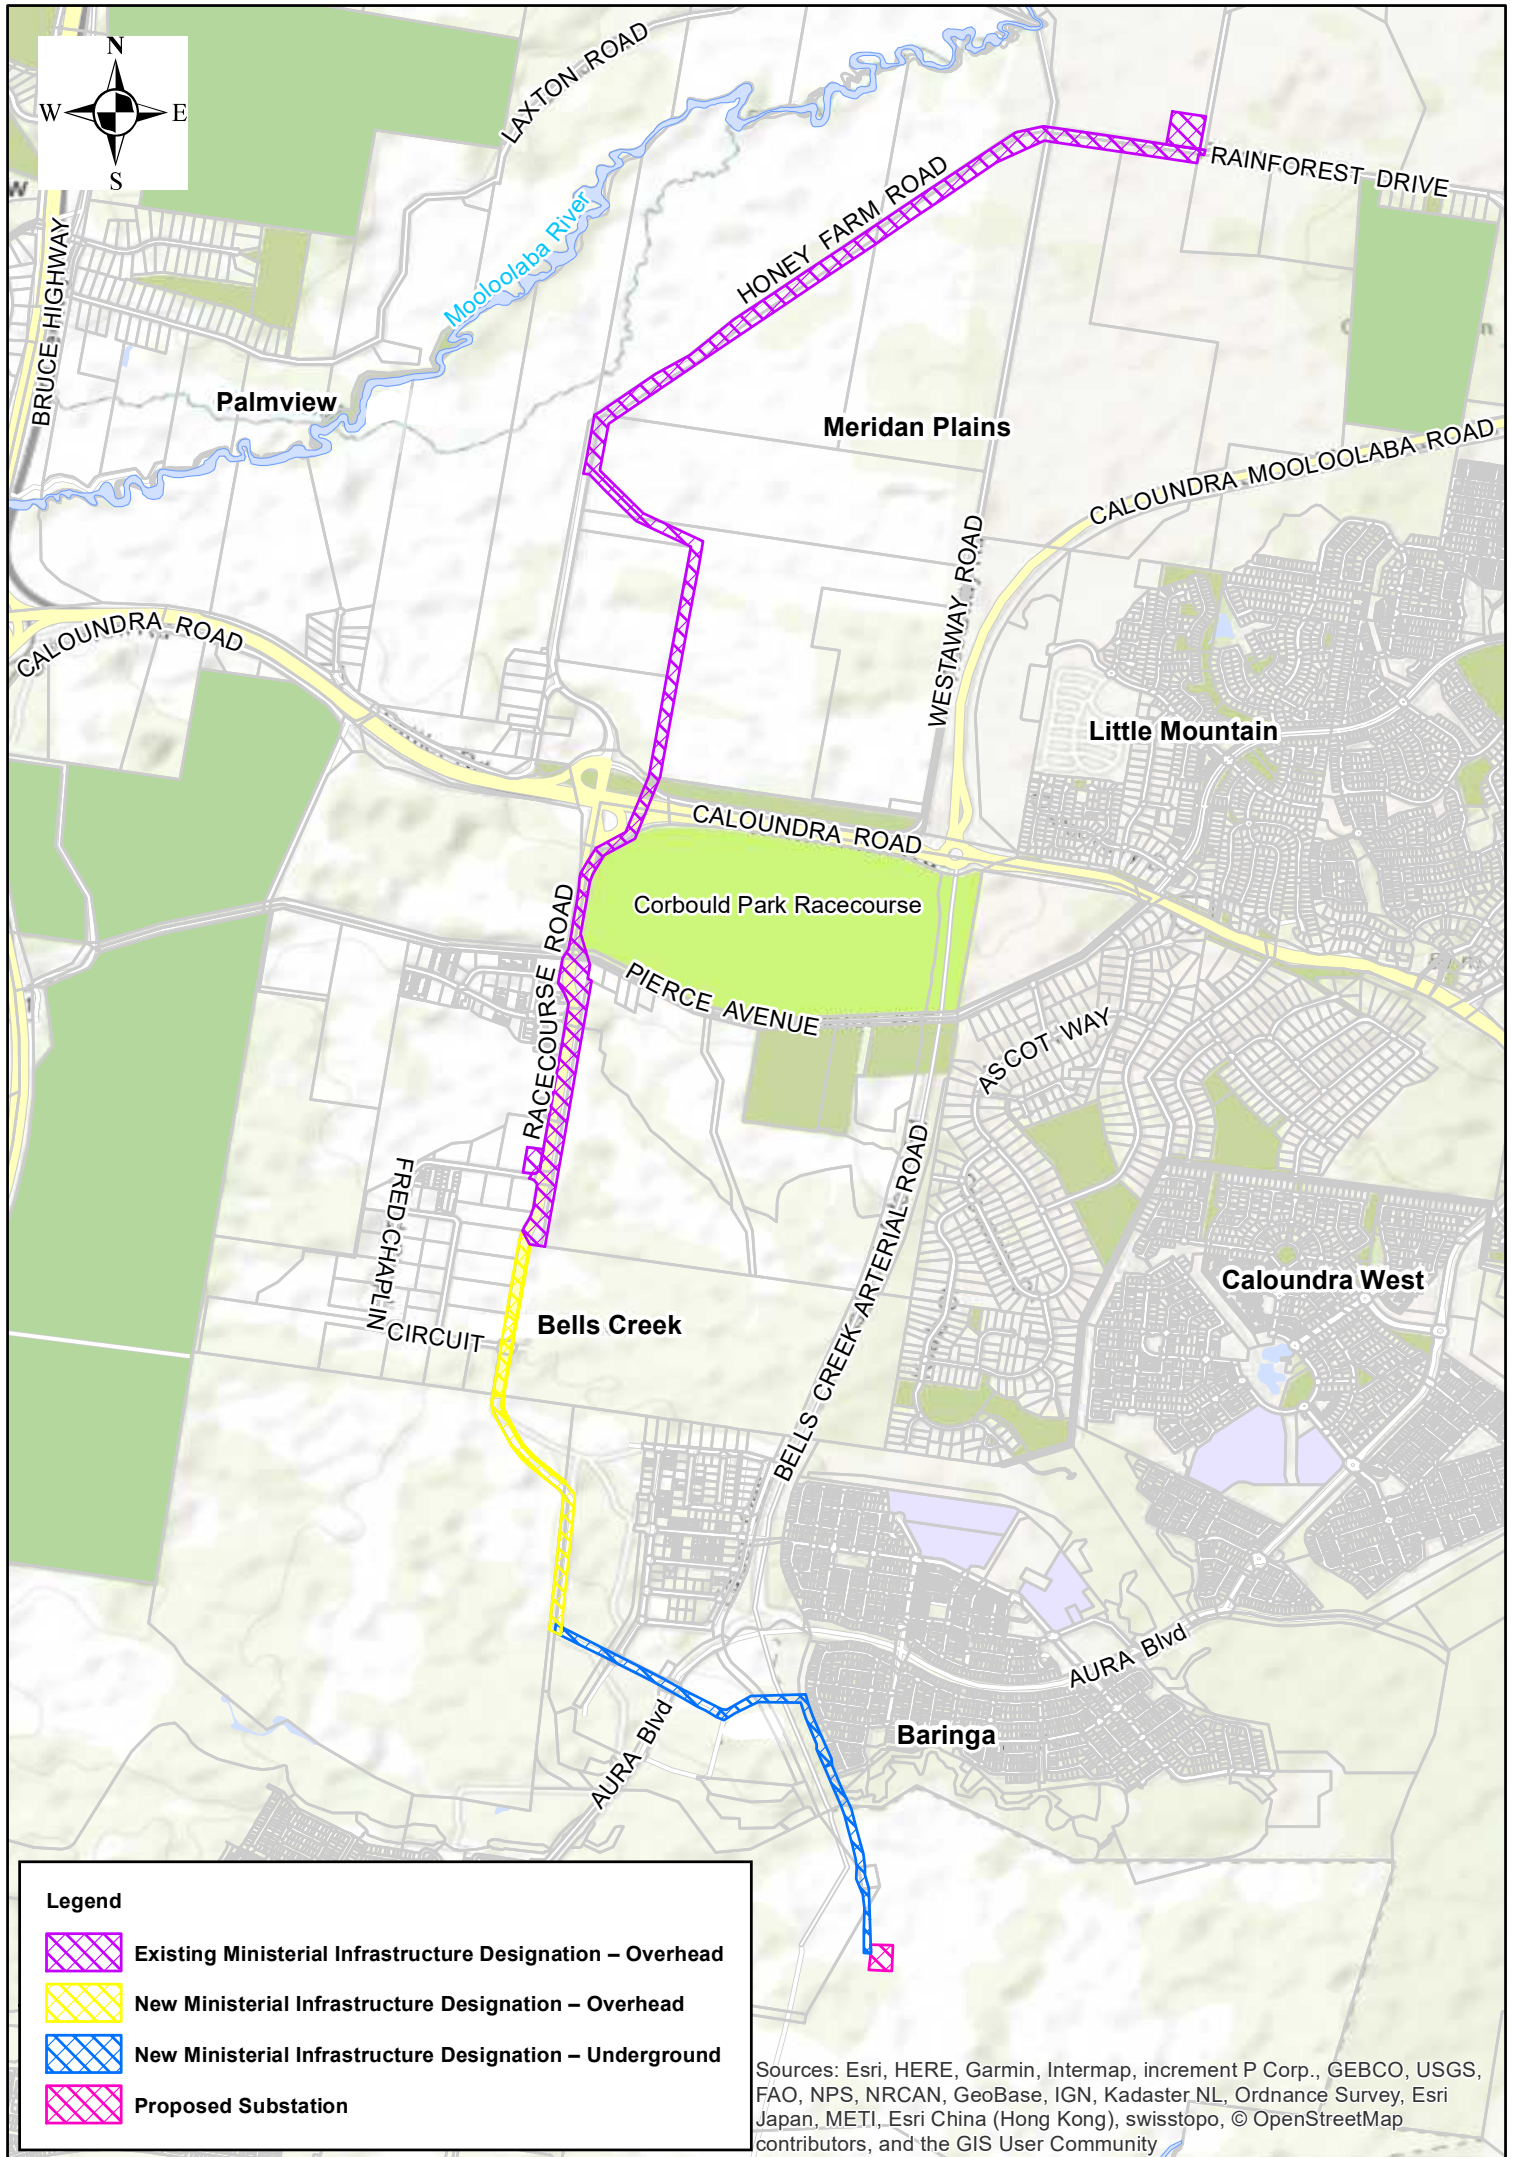 N
W
E
S
LAXTON ROAD
RAINFOREST DRIVE
HONEY FARM ROAD
Mooloolaba River
BRUCE HIGHWAY
Palmview
Meridan Plains
CALOUNDRA MOOLOOLABA ROAD
WESTAWAY ROAD
CALOUNDRA ROAD
Little Mountain
CALOUNDRA ROAD
Corbould Park Racecourse
RACECOURSE ROAD
PIERCE AVENUE
ASCOT WAY
FRED CHAPLIN
CIRCUIT
BELLS CREEK ARTERIAL ROAD
Caloundra West
Bells Creek
AURA Blvd
AURA Blvd
Baringa
Legend
Existing Ministerial Infrastructure Designation – Overhead
New Ministerial Infrastructure Designation – Overhead
New Ministerial Infrastructure Designation – Underground
Proposed Substation
Sources: Esri, HERE, Garmin, Intermap, increment P Corp., GEBCO, USGS,
FAO, NPS, NRCAN, GeoBase, IGN, Kadaster NL, Ordnance Survey, Esri
Japan, METI, Esri China (Hong Kong), swisstopo, © OpenStreetMap
contributors, and the GIS User Community